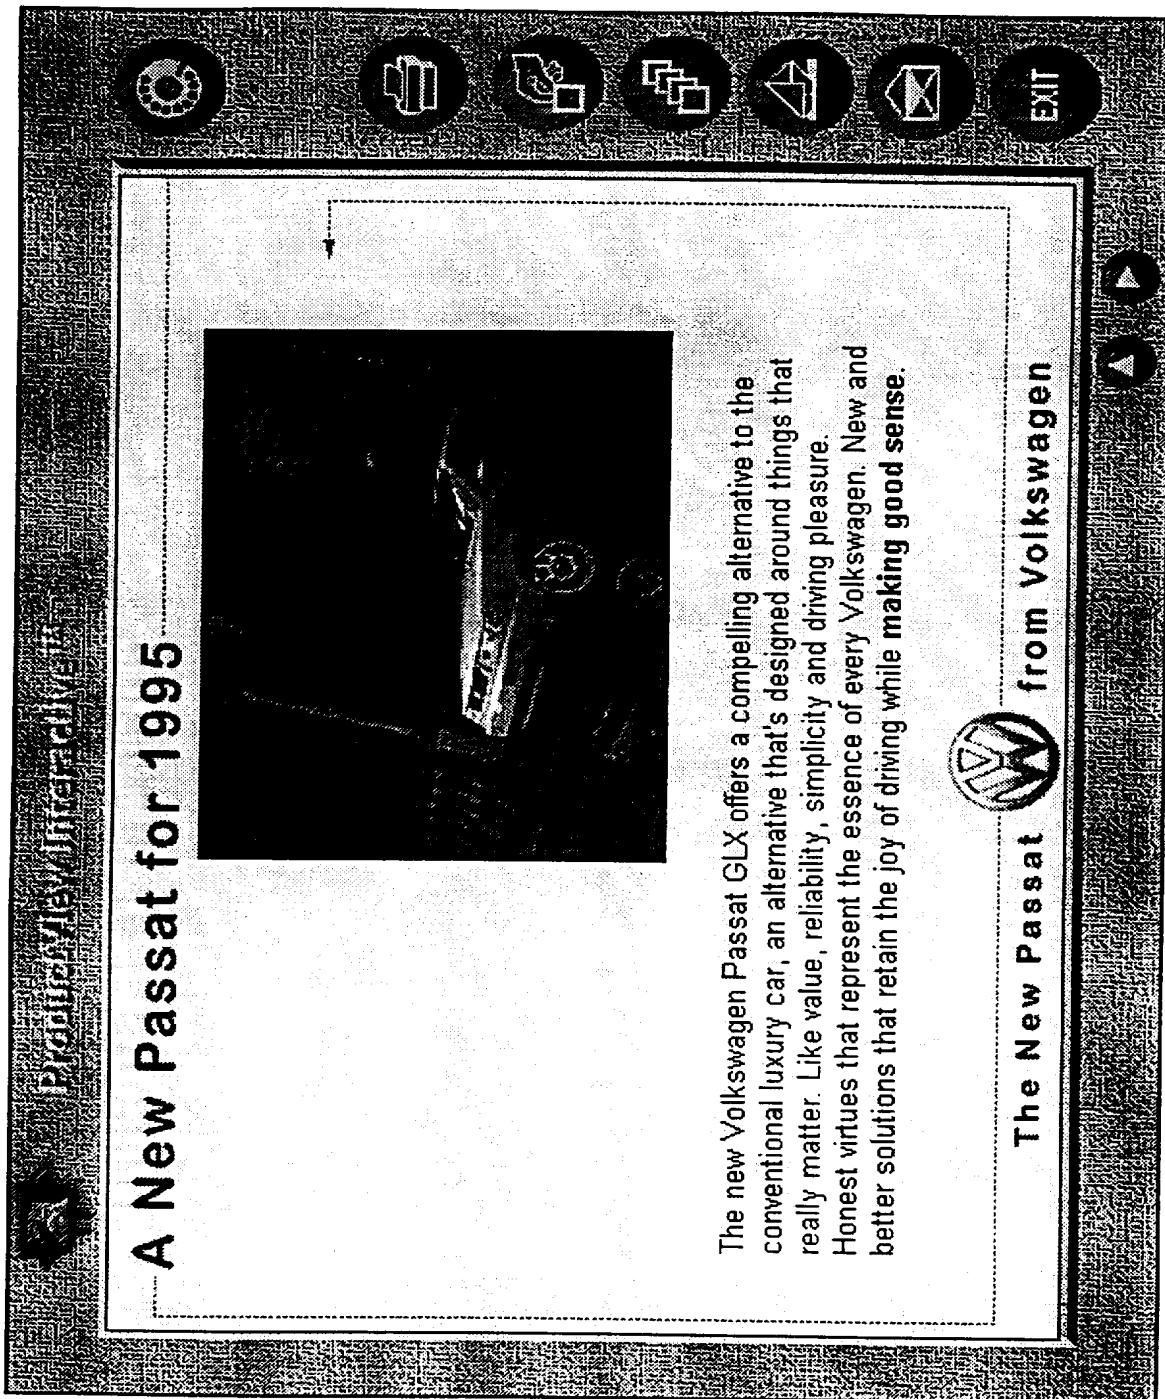 ProductView Interactive™
A New Passat for 1995
The new Volkswagen Passat GLX offers a compelling alternative to the
conventional luxury car, an alternative that's designed around things that
really matter. Like value, reliability, simplicity and driving pleasure.
Honest virtues that represent the essence of every Volkswagen. New and
better solutions that retain the joy of driving while making good sense.
The New Passat from Volkswagen
EXIT